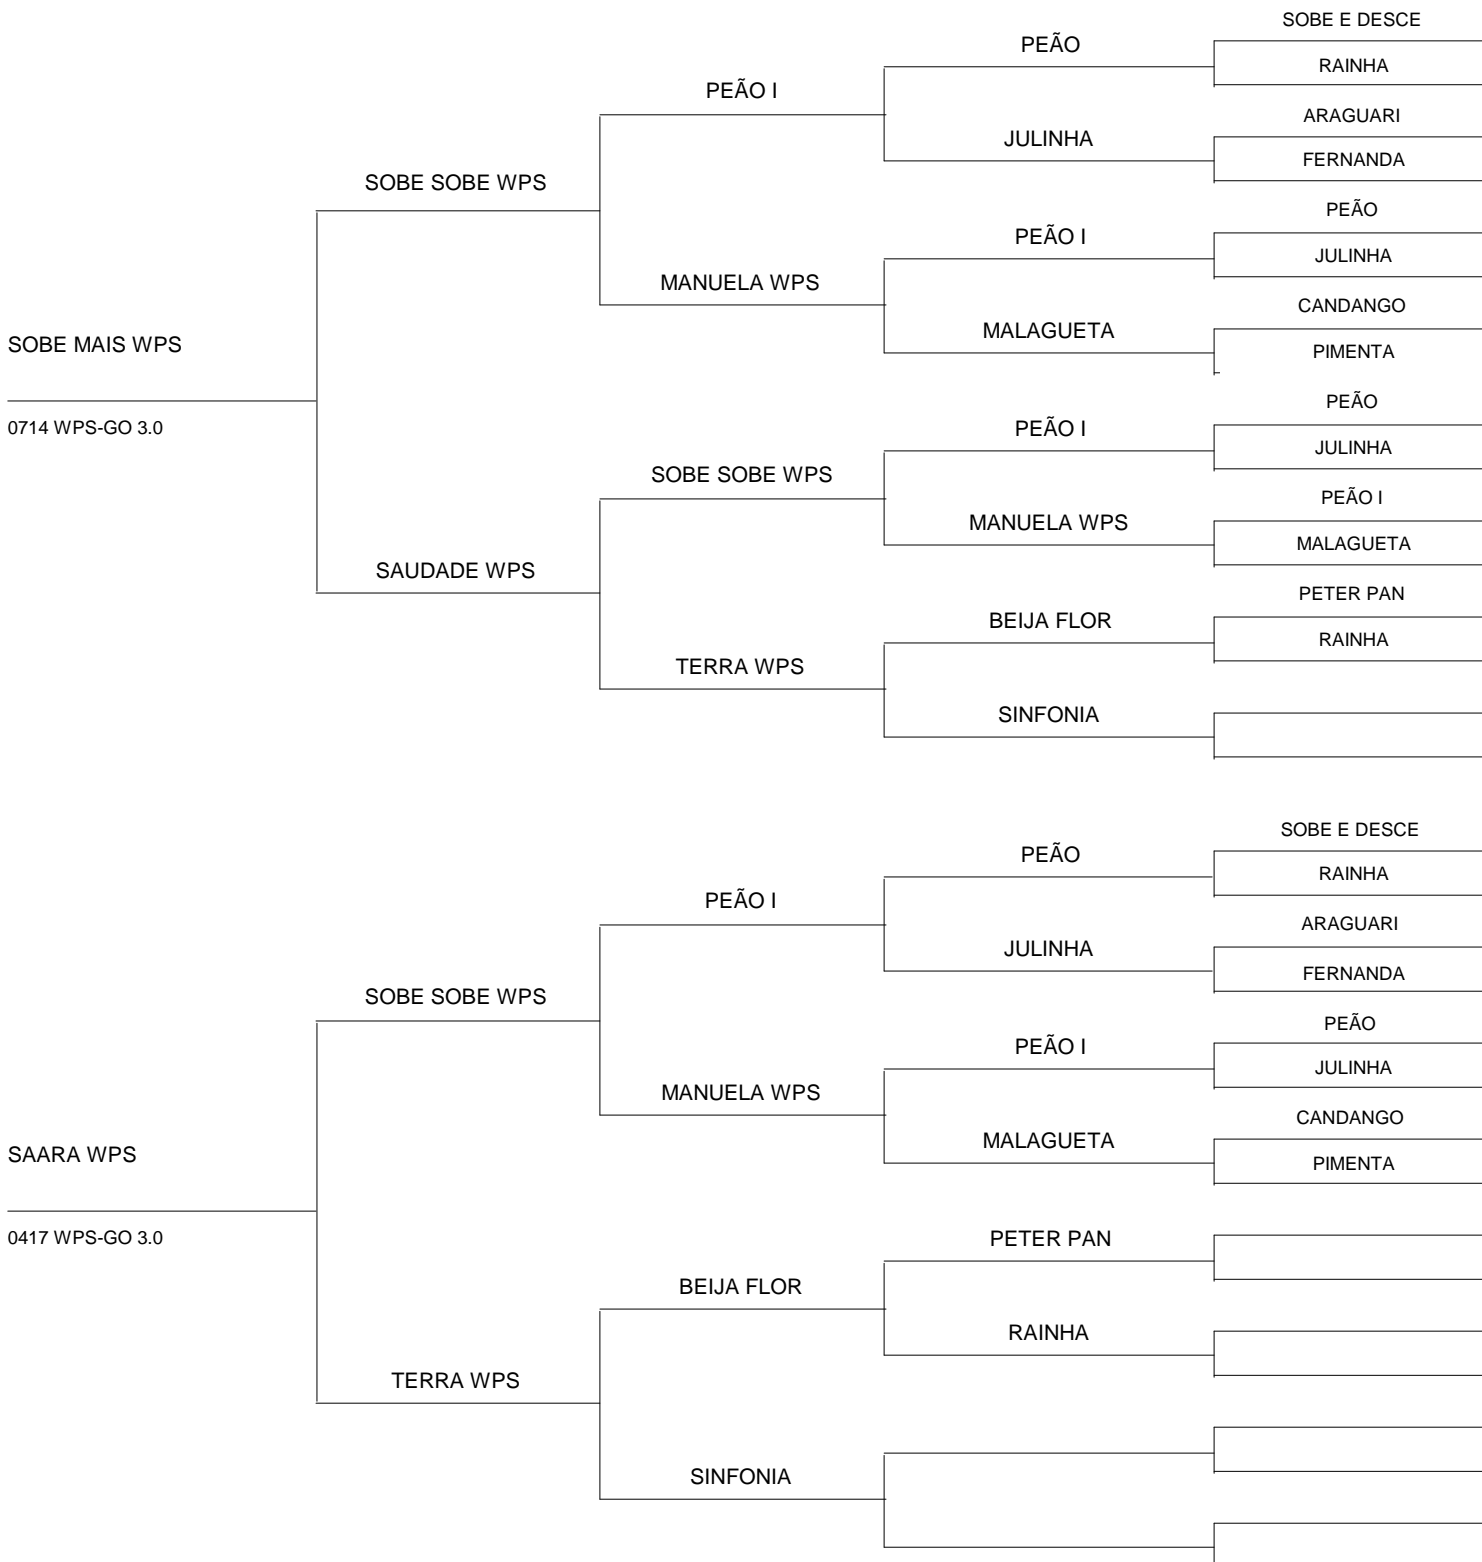 SOBE E DESCE
PEÃO
RAINHA
PEÃO I
ARAGUARI
JULINHA
FERNANDA
SOBE SOBE WPS
PEÃO
PEÃO I
JULINHA
MANUELA WPS
CANDANGO
MALAGUETA
SOBE MAIS WPS
PIMENTA
PEÃO
0714 WPS-GO 3.0
PEÃO I
JULINHA
SOBE SOBE WPS
PEÃO I
MANUELA WPS
MALAGUETA
SAUDADE WPS
PETER PAN
BEIJA FLOR
RAINHA
TERRA WPS
SINFONIA
SOBE E DESCE
PEÃO
RAINHA
PEÃO I
ARAGUARI
JULINHA
FERNANDA
SOBE SOBE WPS
PEÃO
PEÃO I
JULINHA
MANUELA WPS
CANDANGO
MALAGUETA
SAARA WPS
PIMENTA
0417 WPS-GO 3.0
PETER PAN
BEIJA FLOR
RAINHA
TERRA WPS
SINFONIA